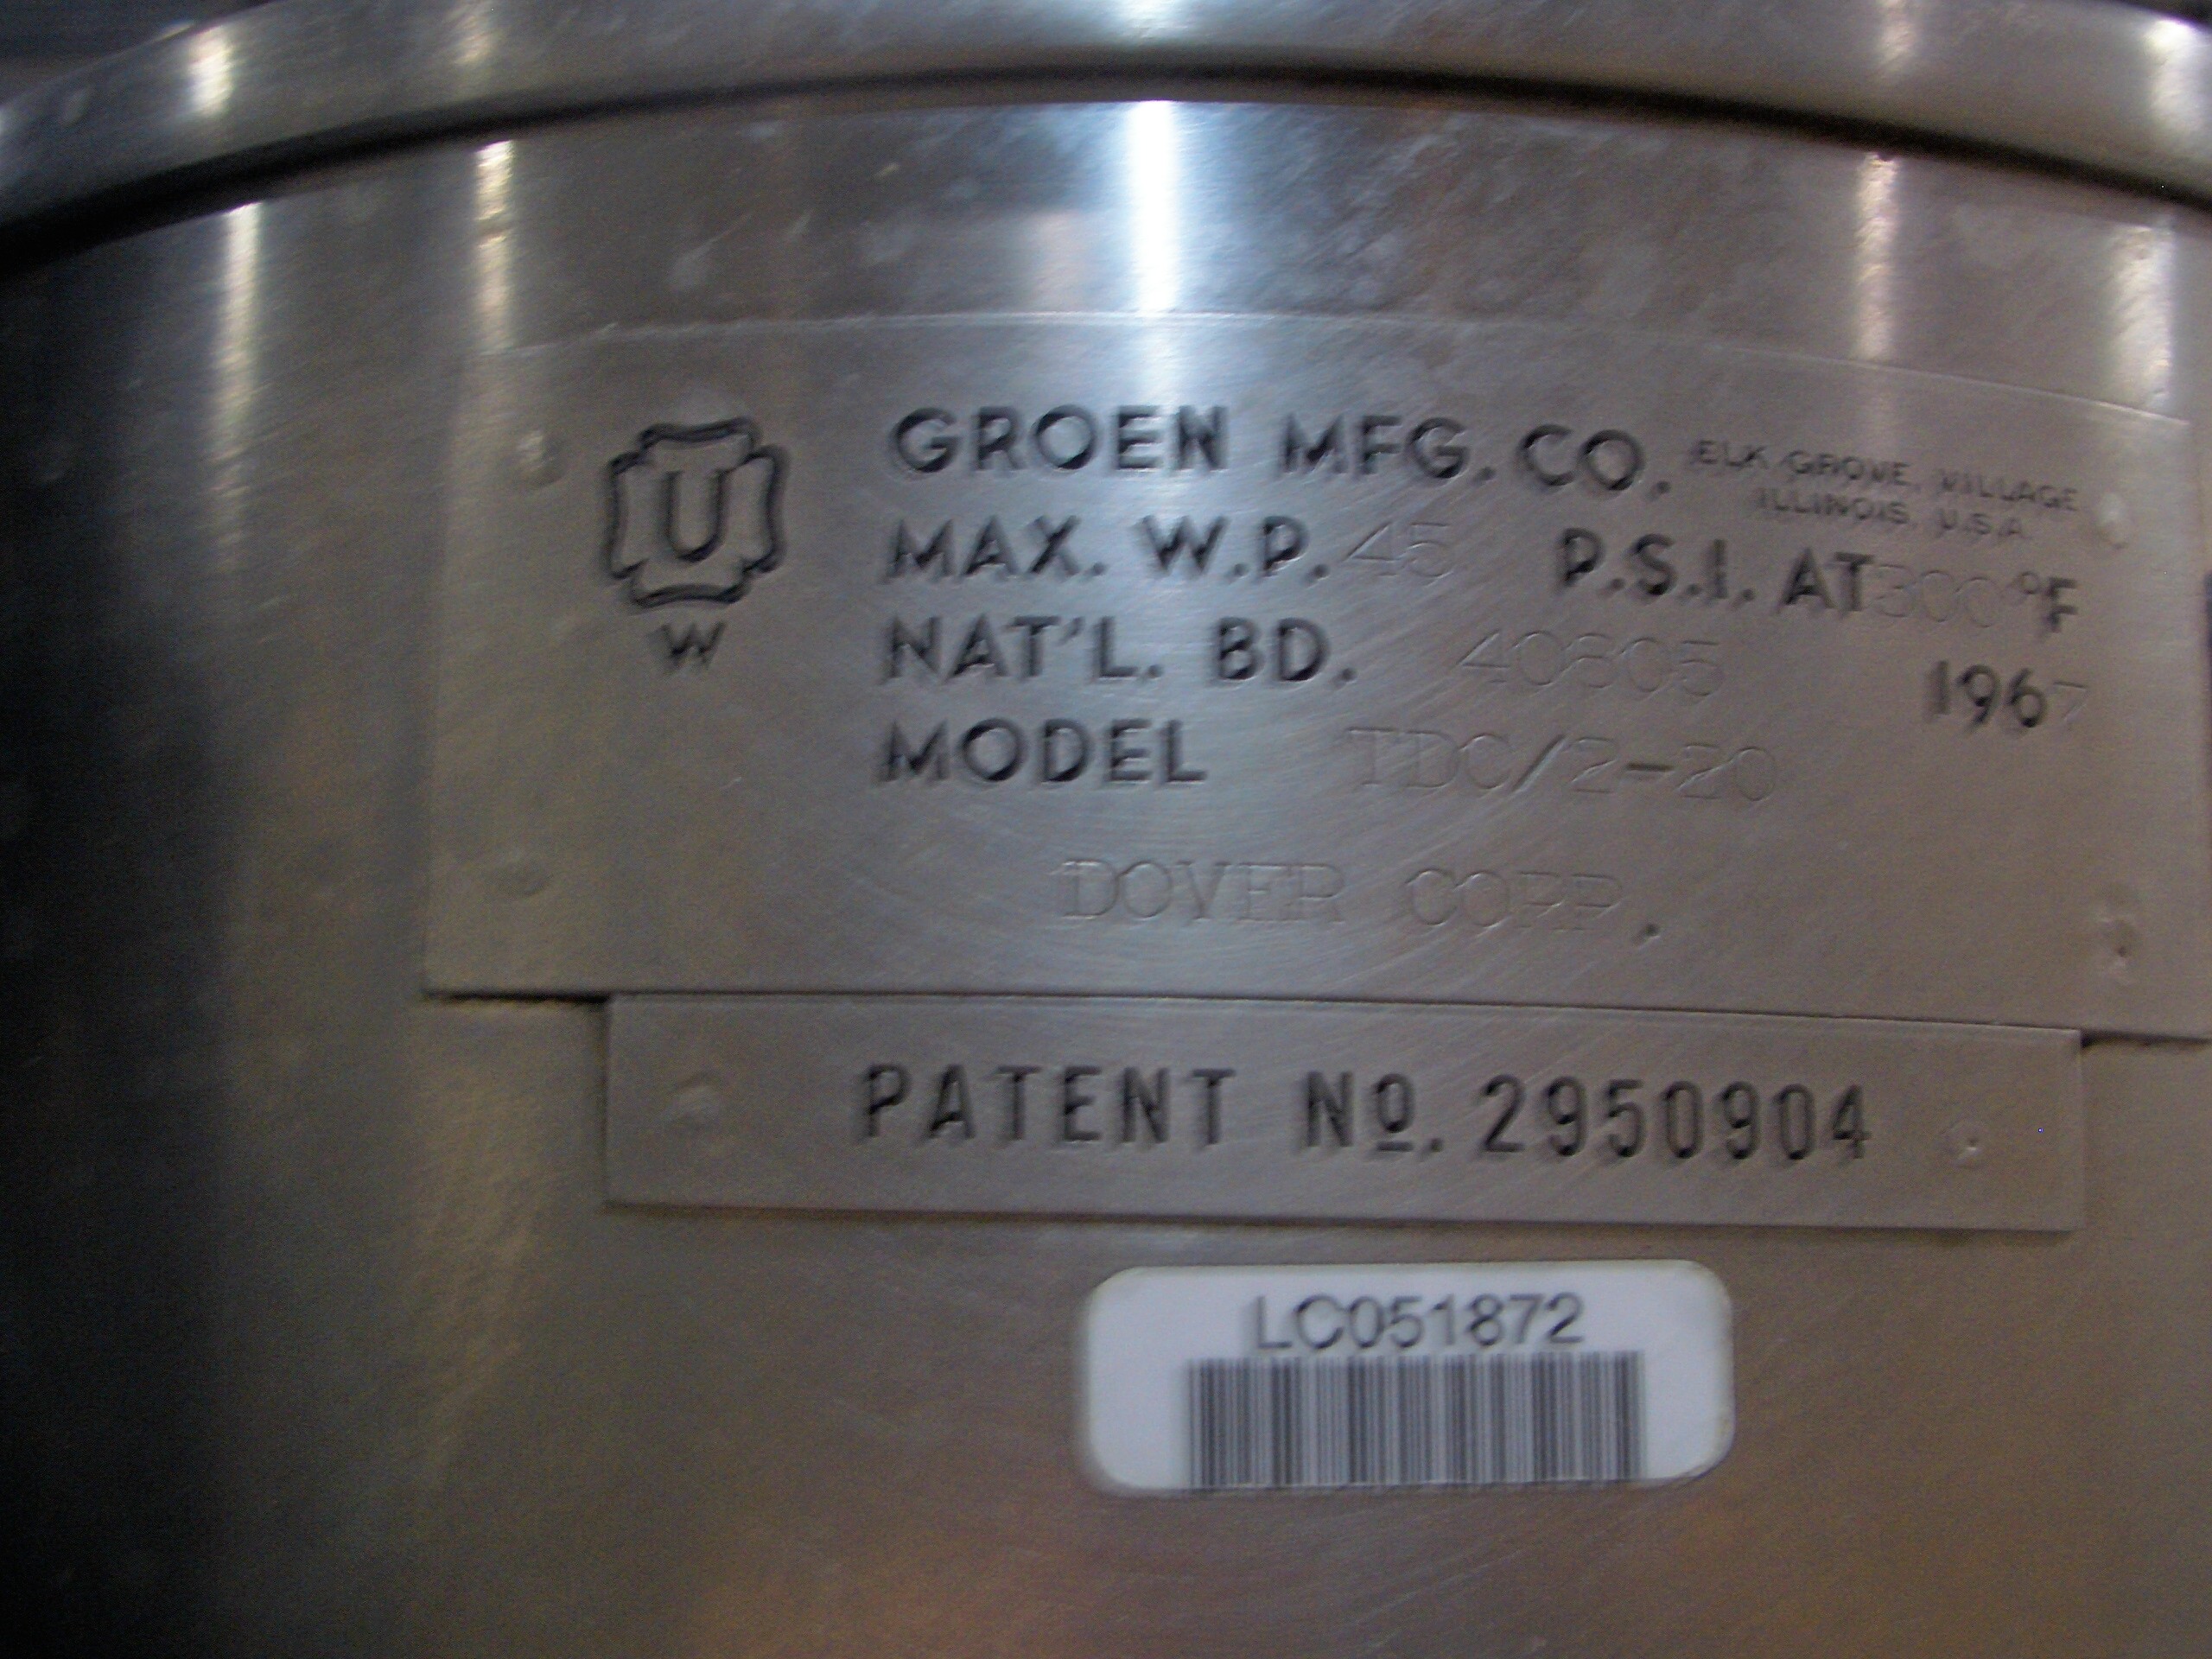 U
W
GROEN MFG. CO. ELK GROVE VILLAGE
ILLINOIS, U.S.A.
MAX. W.P. 45 P.S.I. AT 300 °F
NAT'L. BD. 40805 1967
MODEL TDC/2-20
DOVER CORP.
PATENT No. 2950904
LC051872